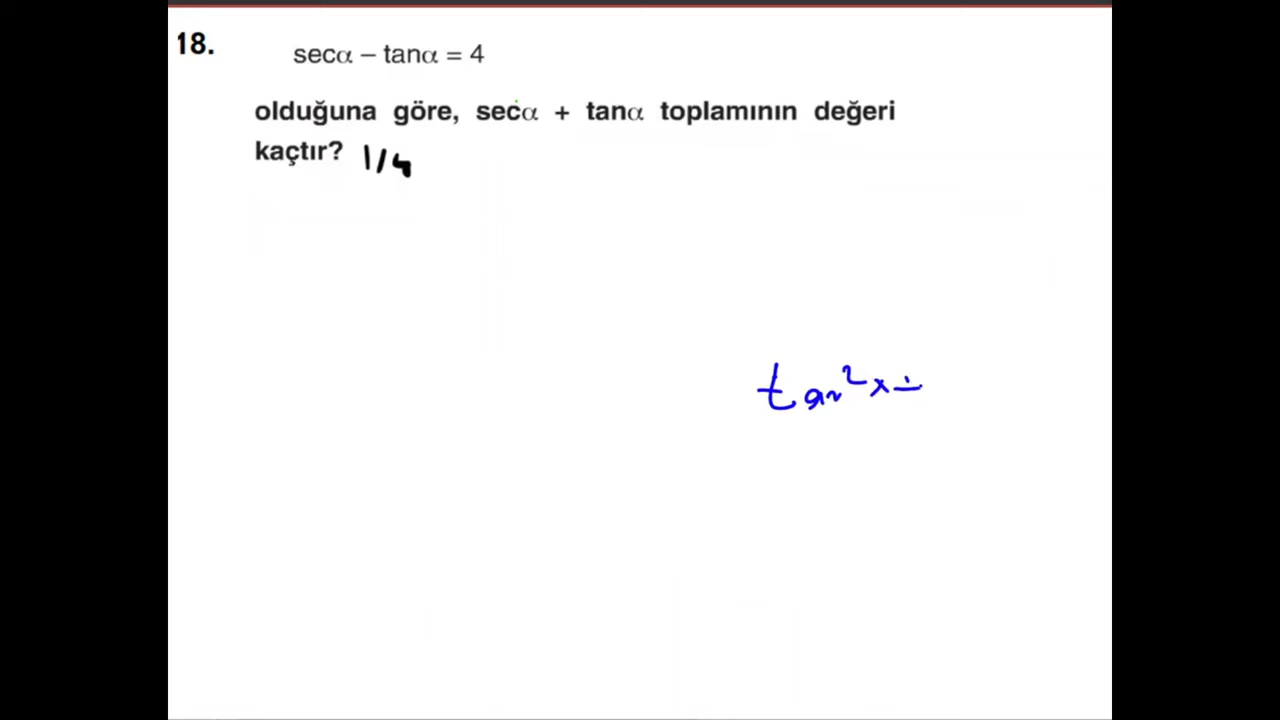 18.
secα – tanα = 4
olduğuna göre, secα + tanα toplamının değeri
kaçtır? 1/4
tan²x ÷